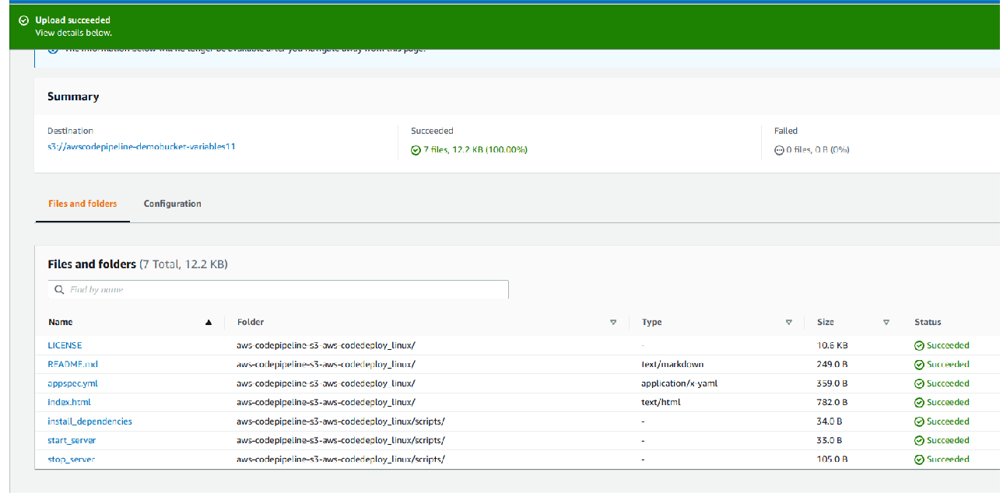 Upload succeeded
View details below.
The information below will no longer be available after you navigate away from this page.
Summary
Destination Succeeded Failed
s3://awscodepipeline-demobucket-variables11 7 files, 12.2 KB (100.00%) 0 files, 0 B (0%)
Files and folders Configuration
Files and folders (7 Total, 12.2 KB)
Find by name
Name Folder Type Size Status
LICENSE aws-codepipeline-s3-aws-codedeploy_linux/ - 10.6 KB Succeeded
README.md aws-codepipeline-s3-aws-codedeploy_linux/ text/markdown 249.0 B Succeeded
appspec.yml aws-codepipeline-s3-aws-codedeploy_linux/ application/x-yaml 359.0 B Succeeded
index.html aws-codepipeline-s3-aws-codedeploy_linux/ text/html 782.0 B Succeeded
install_dependencies aws-codepipeline-s3-aws-codedeploy_linux/scripts/ - 34.0 B Succeeded
start_server aws-codepipeline-s3-aws-codedeploy_linux/scripts/ - 33.0 B Succeeded
stop_server aws-codepipeline-s3-aws-codedeploy_linux/scripts/ - 105.0 B Succeeded